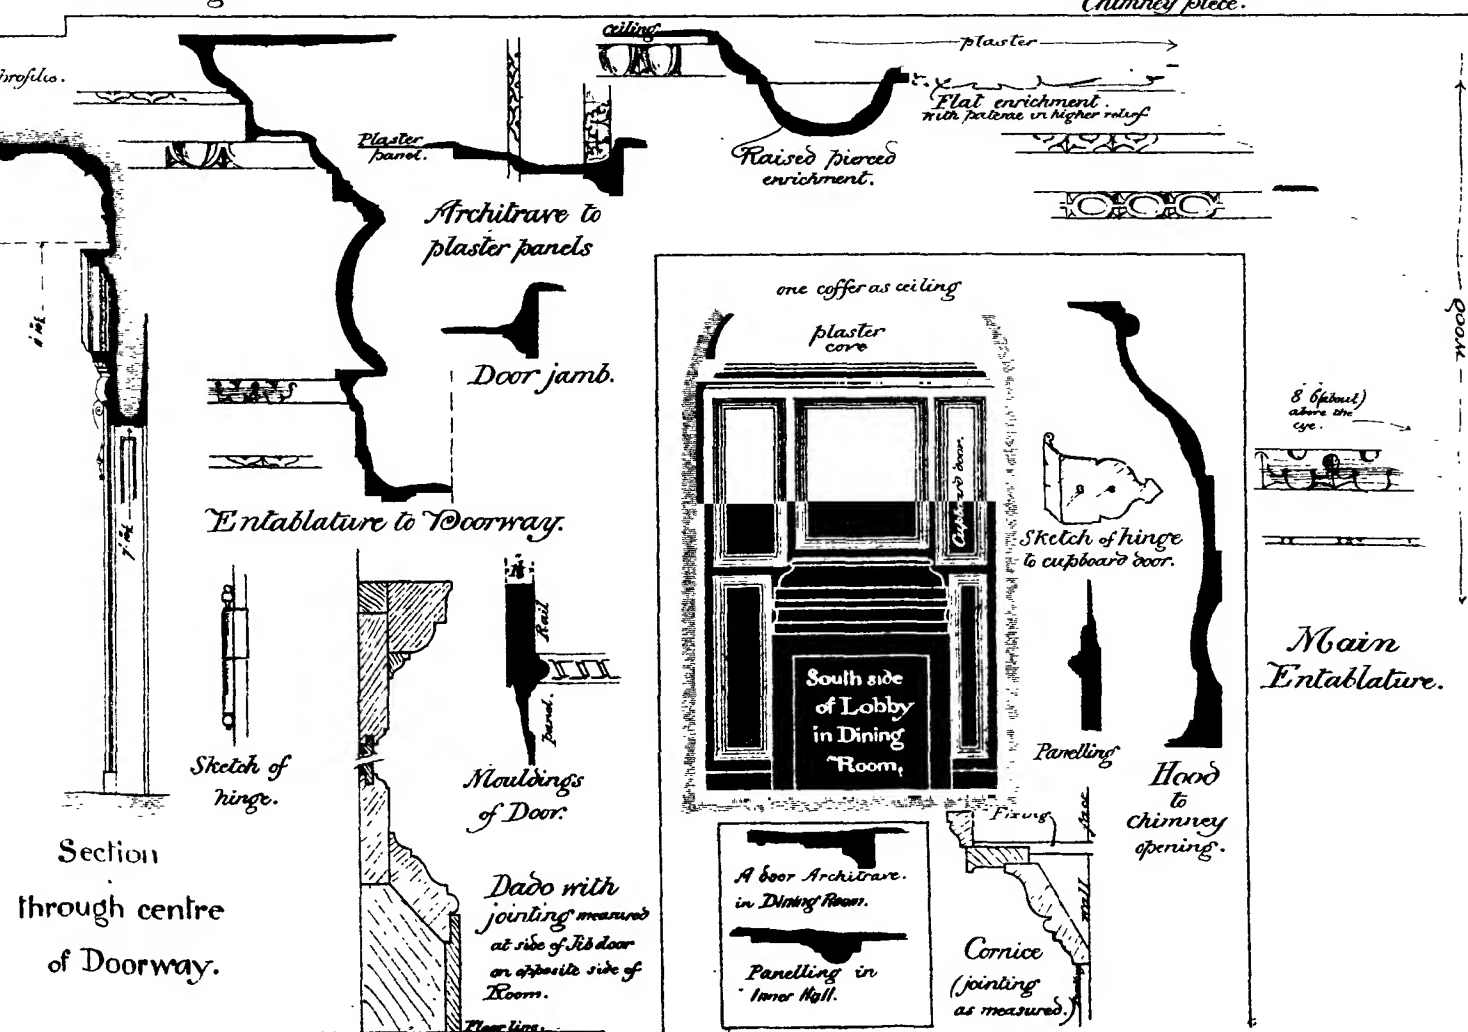 Chimney piece.
profiles.
ceiling
plaster
Flat enrichment.
with paterae in higher relief
Raised pierced
enrichment.
Plaster
panel.
Architrave to
plaster panels
Door jamb.
Entablature to Doorway.
room
8' 6"(about)
above the
eye.
Main
Entablature.
one coffer as ceiling
plaster
cove
Cupboard door.
South side
of Lobby
in Dining
Room.
Sketch of hinge
to cupboard door.
Panelling
Hood
to
chimney
opening.
Sketch of
hinge.
Rail
panel.
Mouldings
of Door.
Section
through centre
of Doorway.
Dado with
jointing measured
at side of Jib door
on opposite side of
Room.
Floor line.
A door Architrave.
in Dining Room.
Panelling in
Inner Hall.
Fixing
wall face
Cornice
(jointing
as measured.)